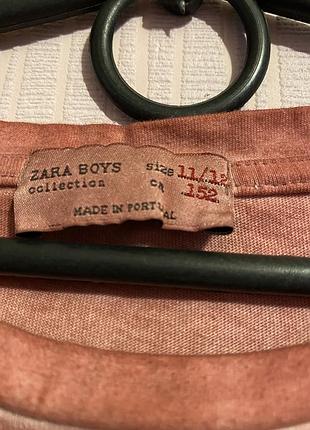 ZARA BOYS size 11/12
collection CM 152
MADE IN PORTUGAL